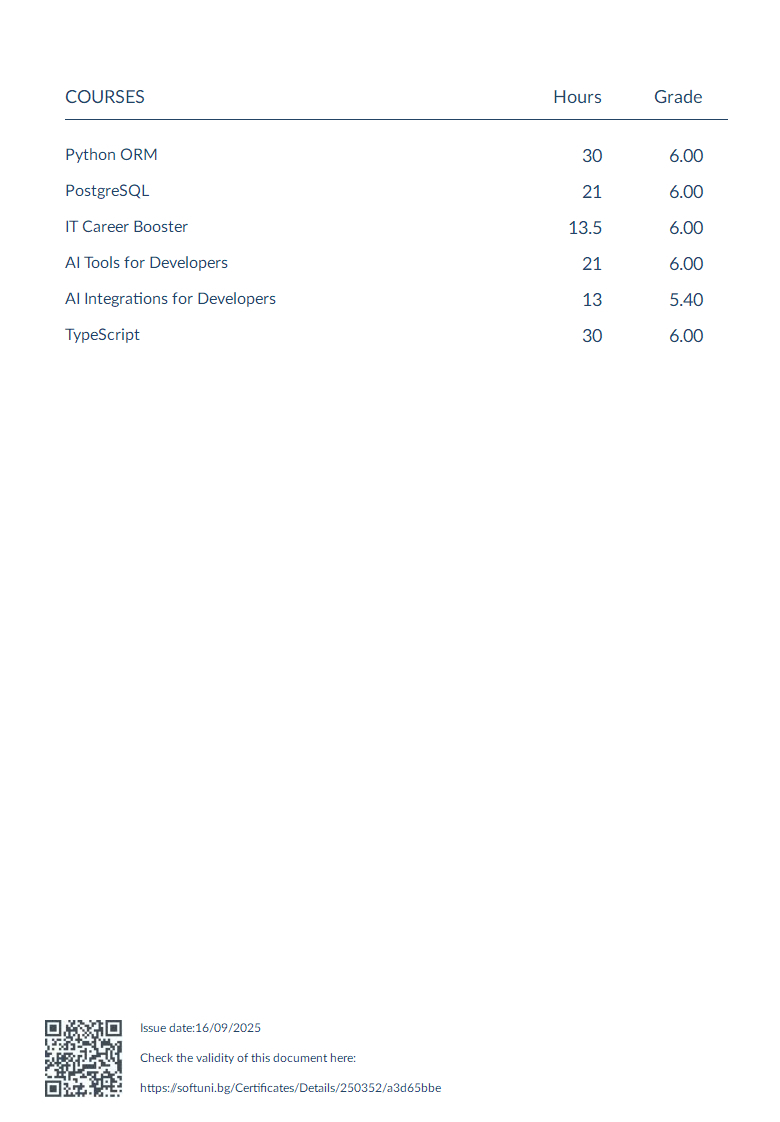 COURSES Hours Grade
Python ORM 30 6.00
PostgreSQL 21 6.00
IT Career Booster 13.5 6.00
AI Tools for Developers 21 6.00
AI Integrations for Developers 13 5.40
TypeScript 30 6.00
Issue date:16/09/2025
Check the validity of this document here:
https://softuni.bg/Certificates/Details/250352/a3d65bbe